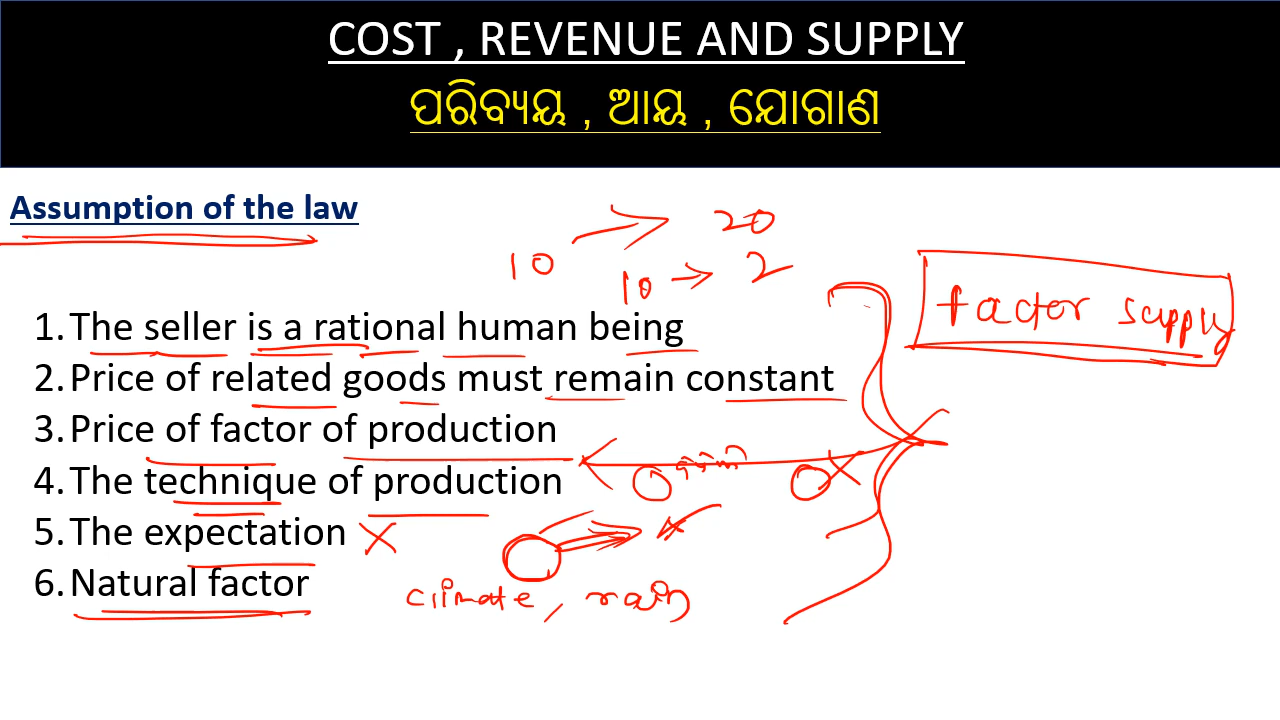 COST , REVENUE AND SUPPLY
ପରିବ୍ୟୟ , ଆୟ , ଯୋଗାଣ
Assumption of the law
10 → 20
10 → 2
factor supply
1. The seller is a rational human being
2. Price of related goods must remain constant
3. Price of factor of production
4. The technique of production
5. The expectation
6. Natural factor
climate, rain